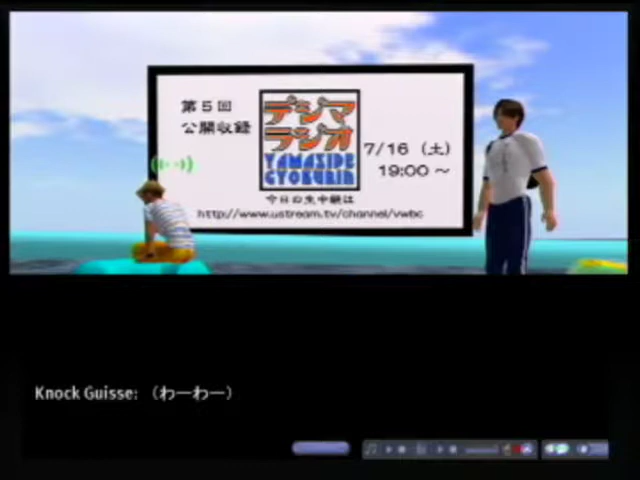 第5回
公開収録
デジマ
ラジオ
YAMASIDE
GYOKURIN
7/16 (土)
19:00 ~
今日の生中継は
http://www.ustream.tv/channel/vwbc
Knock Guisse: （わーわー）